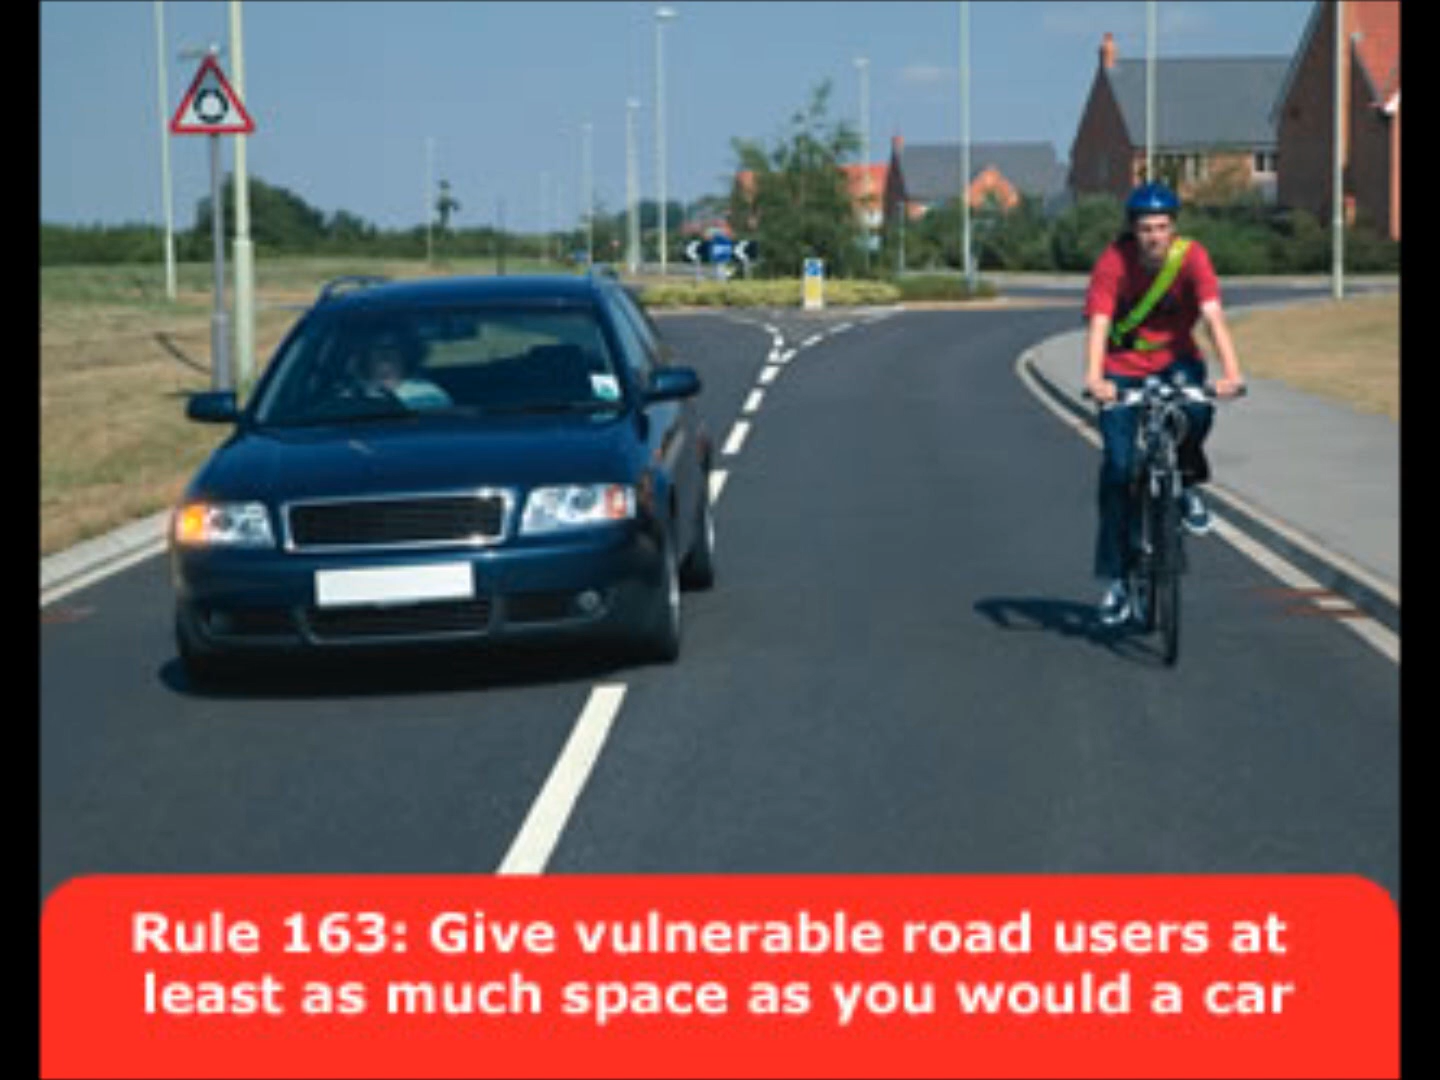 Rule 163: Give vulnerable road users at
least as much space as you would a car